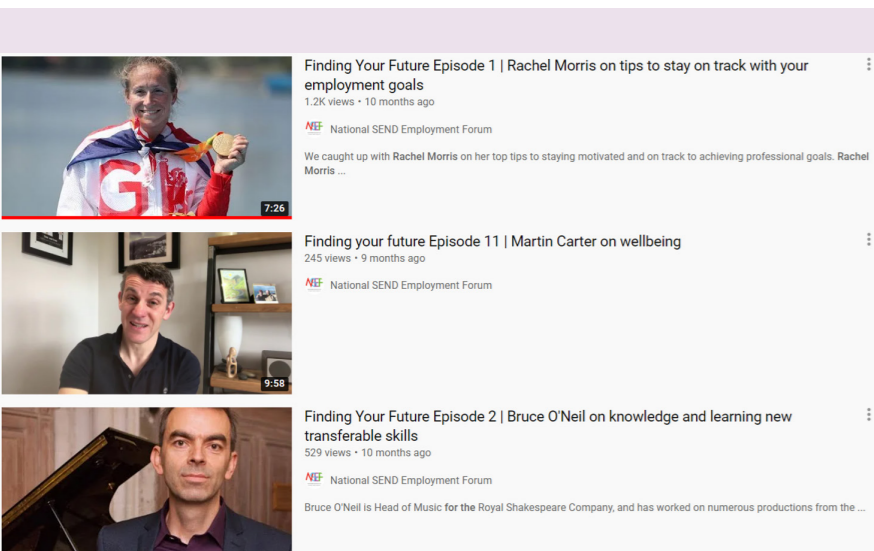 Finding Your Future Episode 1 | Rachel Morris on tips to stay on track with your
employment goals
1.2K views • 10 months ago
NSEF National SEND Employment Forum
We caught up with Rachel Morris on her top tips to staying motivated and on track to achieving professional goals. Rachel
Morris ...
7:26
Finding your future Episode 11 | Martin Carter on wellbeing
245 views • 9 months ago
NSEF National SEND Employment Forum
9:58
Finding Your Future Episode 2 | Bruce O'Neil on knowledge and learning new
transferable skills
529 views • 10 months ago
NSEF National SEND Employment Forum
Bruce O'Neil is Head of Music for the Royal Shakespeare Company, and has worked on numerous productions from the ...